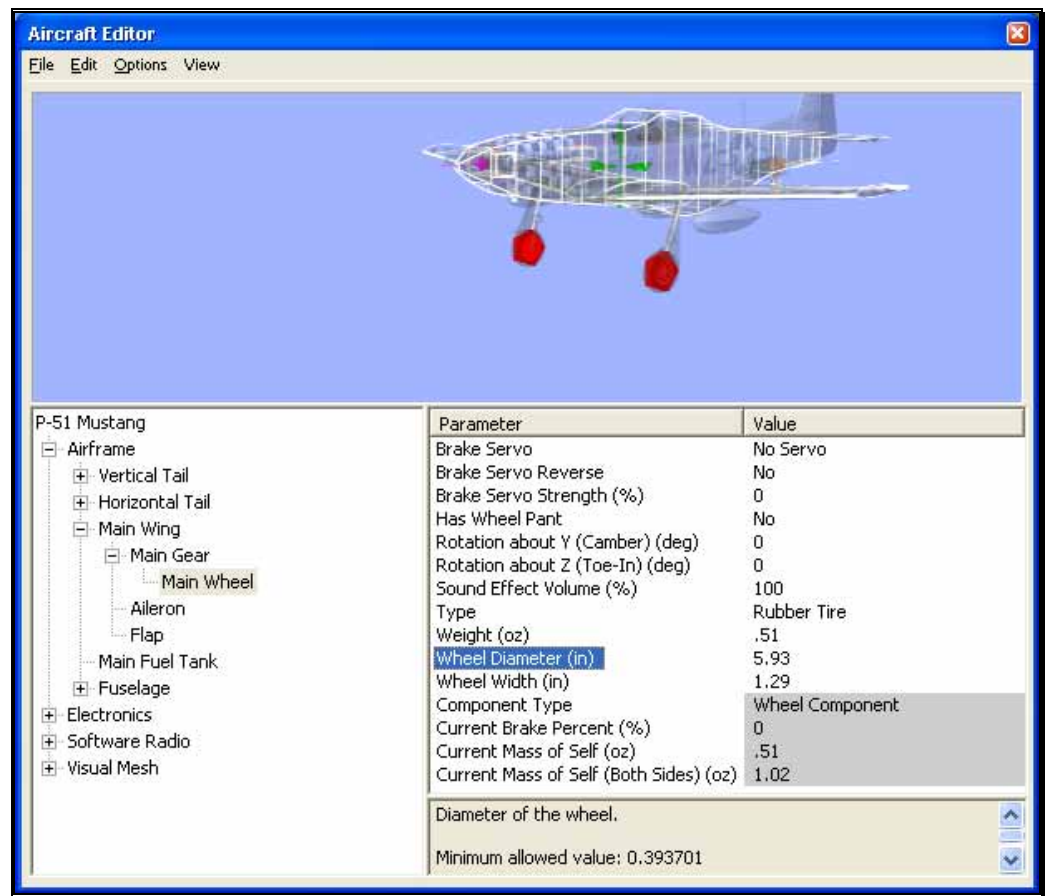 Aircraft Editor
File Edit Options View
P-51 Mustang
Airframe
Vertical Tail
Horizontal Tail
Main Wing
Main Gear
Main Wheel
Aileron
Flap
Main Fuel Tank
Fuselage
Electronics
Software Radio
Visual Mesh
Parameter Value
Brake Servo No Servo
Brake Servo Reverse No
Brake Servo Strength (%) 0
Has Wheel Pant No
Rotation about Y (Camber) (deg) 0
Rotation about Z (Toe-In) (deg) 0
Sound Effect Volume (%) 100
Type Rubber Tire
Weight (oz) .51
Wheel Diameter (in) 5.93
Wheel Width (in) 1.29
Component Type Wheel Component
Current Brake Percent (%) 0
Current Mass of Self (oz) .51
Current Mass of Self (Both Sides) (oz) 1.02
Diameter of the wheel.
Minimum allowed value: 0.393701